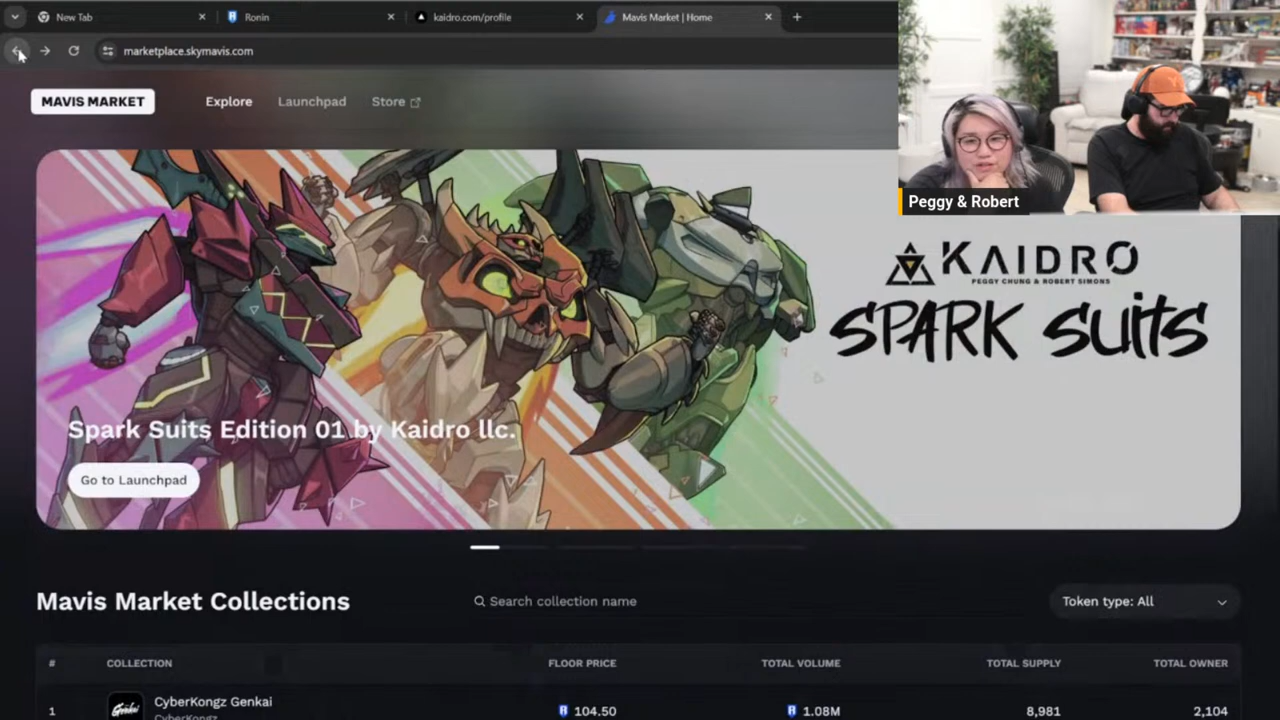 New Tab
Ronin
kaidro.com/profile
Mavis Market | Home
marketplace.skymavis.com
MAVIS MARKET
Explore
Launchpad
Store
Peggy & Robert
KAIDRO
PEGGY CHUNG & ROBERT SIMONS
SPARK SUITS
Spark Suits Edition 01 by Kaidro llc.
Go to Launchpad
Mavis Market Collections
Search collection name
Token type: All
# COLLECTION FLOOR PRICE TOTAL VOLUME TOTAL SUPPLY TOTAL OWNER
1 Genkai CyberKongz Genkai 104.50 1.08M 8,981 2,104
CyberKongz